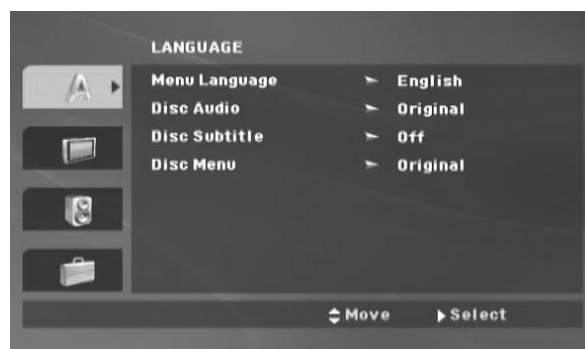 LANGUAGE
Menu Language English
Disc Audio Original
Disc Subtitle Off
Disc Menu Original
Move Select